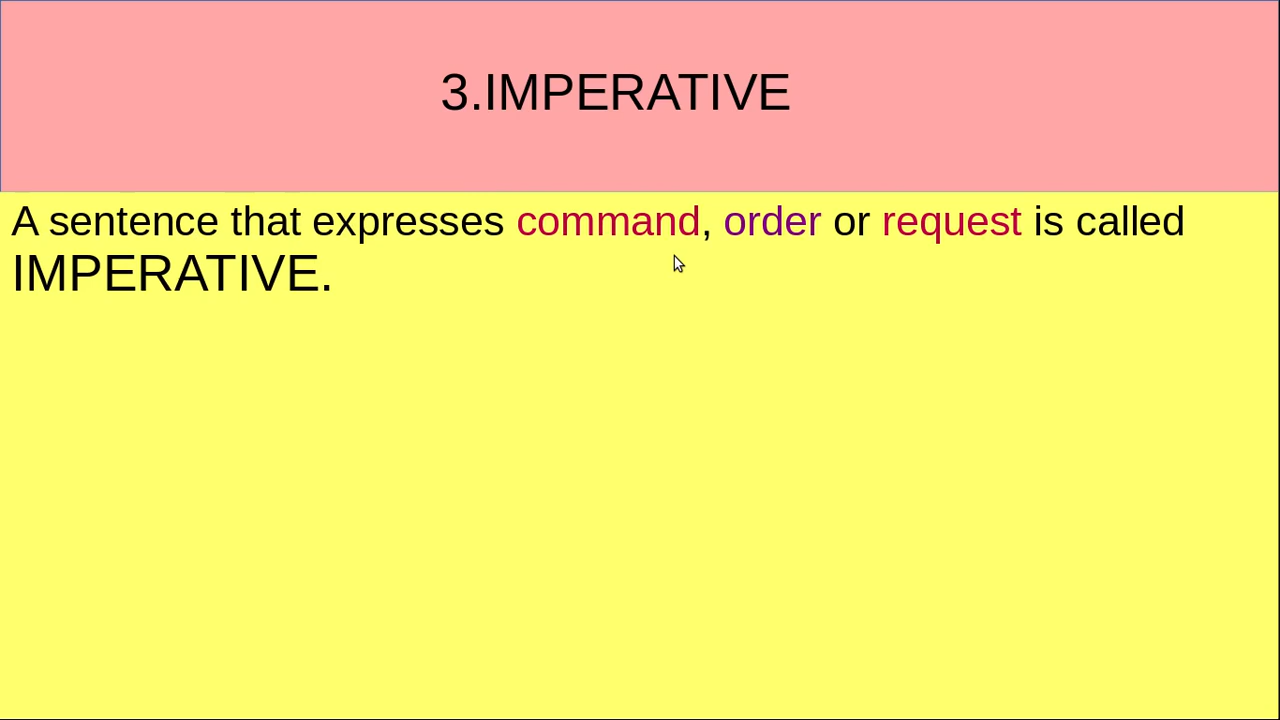 3.IMPERATIVE
A sentence that expresses command, order or request is called
IMPERATIVE.